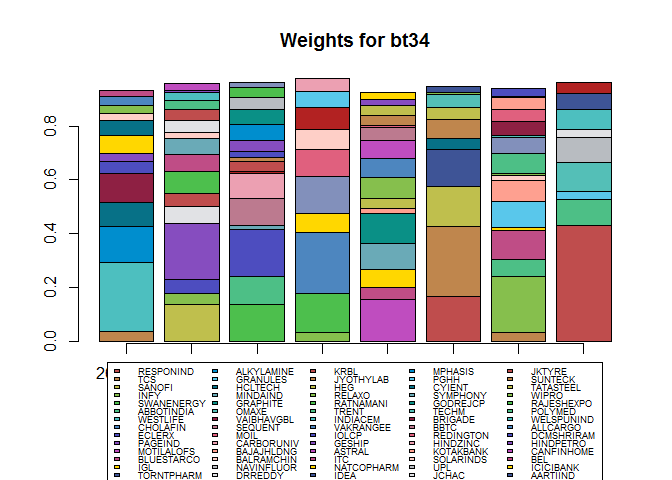 Weights for bt34
0.8
0.6
0.4
0.2
0.0
20
RESPONIND ALKYLAMINE KRBL MPHASIS JKTYRE
TCS GRANULES JYOTHYLAB PGHH SUNTECK
SANOFI HCLTECH HEG CYIENT TATASTEEL
INFY MINDAIND RELAXO SYMPHONY WIPRO
SWANENERGY GRAPHITE RATNAMANI GODREJCP RAJESHEXPO
ABBOTINDIA OMAXE TRENT TECHM POLYMED
WESTLIFE VAIBHAVGBL INDIACEM BRIGADE WELSPUNIND
CHOLAFIN SEQUENT VAKRANGEE BBTC ALLCARGO
ECLERX MOIL IOLCP REDINGTON DCMSHRIRAM
PAGEIND CARBORUNIV GESHIP HINDZINC HINDPETRO
MOTILALOFS BAJAJHLDNG ASTRAL KOTAKBANK CANFINHOME
BLUESTARCO BALRAMCHIN ITC SOLARINDS BEL
IGL NAVINFLUOR NATCOPHARM UPL ICICIBANK
TORNTPHARM DRREDDY IDEA JCHAC AARTIIND